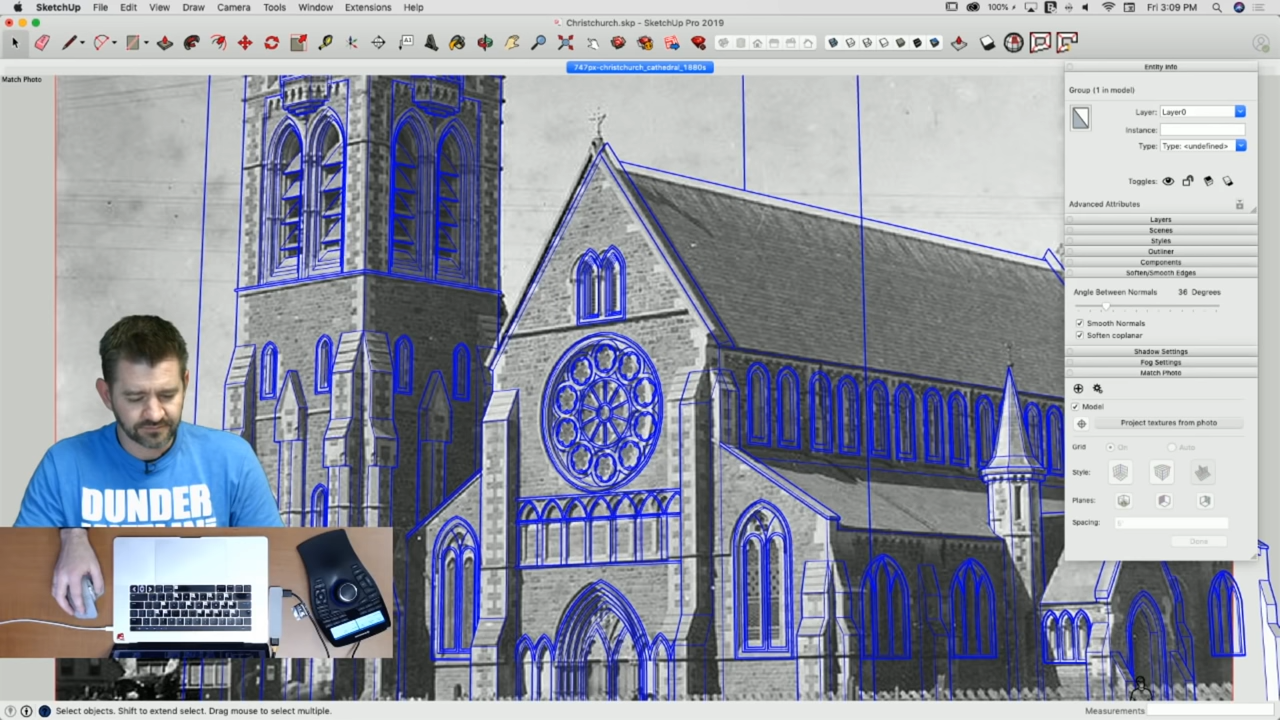 SketchUp File Edit View Draw Camera Tools Window Extensions Help
100% Fri 3:09 PM
Christchurch.skp - SketchUp Pro 2019
747px-christchurch_cathedral_1880s
Match Photo
Entity Info
Group (1 in model)
Layer: Layer0
Instance:
Type: Type: <undefined>
Toggles:
Advanced Attributes
Layers
Scenes
Styles
Outliner
Components
Soften/Smooth Edges
Angle Between Normals 36 Degrees
Smooth Normals
Soften coplanar
Shadow Settings
Fog Settings
Match Photo
Model
Project textures from photo
Grid On Auto
Style:
Planes:
Spacing:
Done
DUNDER
Select objects. Shift to extend select. Drag mouse to select multiple.
Measurements